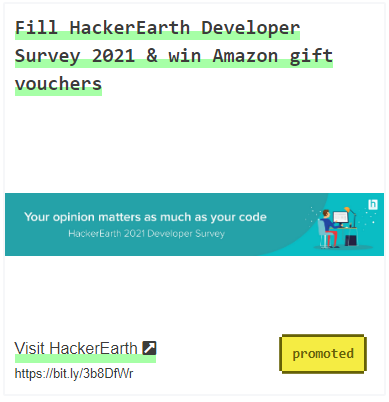 Fill HackerEarth Developer
Survey 2021 & win Amazon gift
vouchers
Your opinion matters as much as your code
HackerEarth 2021 Developer Survey
h
Visit HackerEarth
https://bit.ly/3b8DfWr
promoted